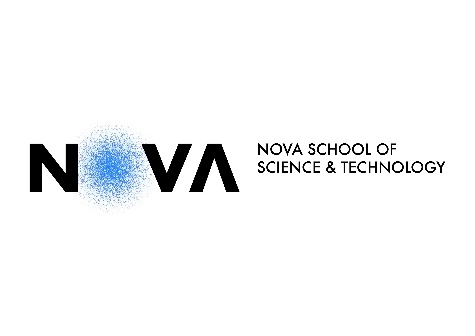 NOVA
NOVA SCHOOL OF
SCIENCE & TECHNOLOGY